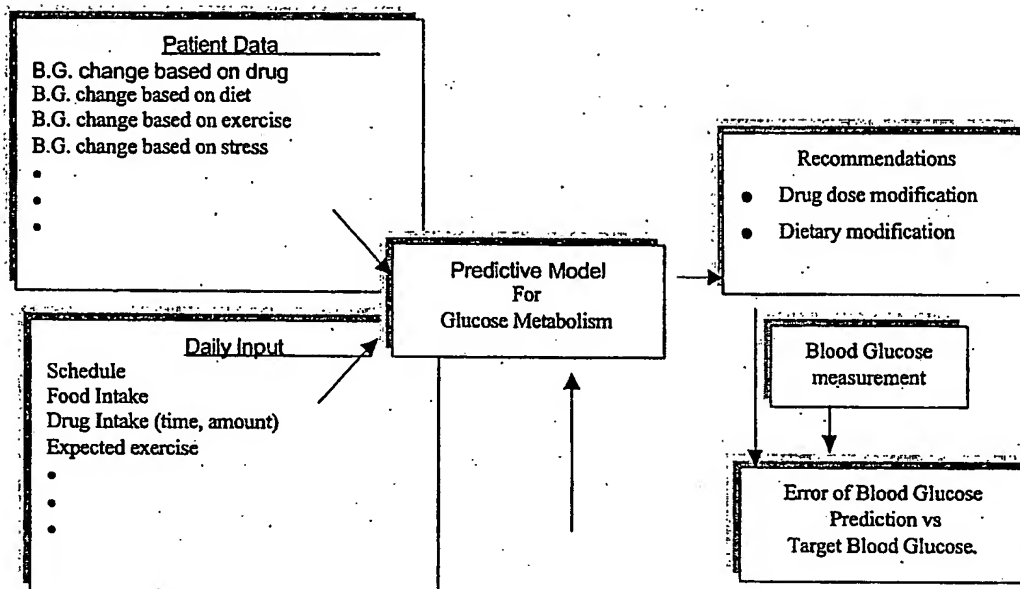 Patient Data
B.G. change based on drug
B.G. change based on diet
B.G. change based on exercise
B.G. change based on stress
•
•
•
Daily Input
Schedule
Food Intake
Drug Intake (time, amount)
Expected exercise
•
•
•
Predictive Model
For
Glucose Metabolism
Recommendations
• Drug dose modification
• Dietary modification
Blood Glucose
measurement
Error of Blood Glucose
Prediction vs
Target Blood Glucose.